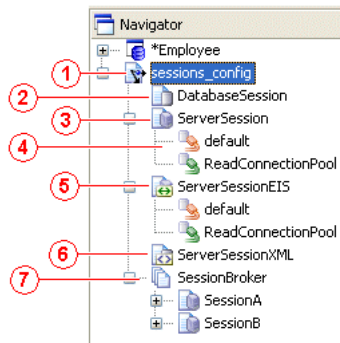 Navigator
*Employee
1 sessions_config
2 DatabaseSession
3 ServerSession
4 default
ReadConnectionPool
5 ServerSessionEIS
default
ReadConnectionPool
6 ServerSessionXML
7 SessionBroker
SessionA
SessionB